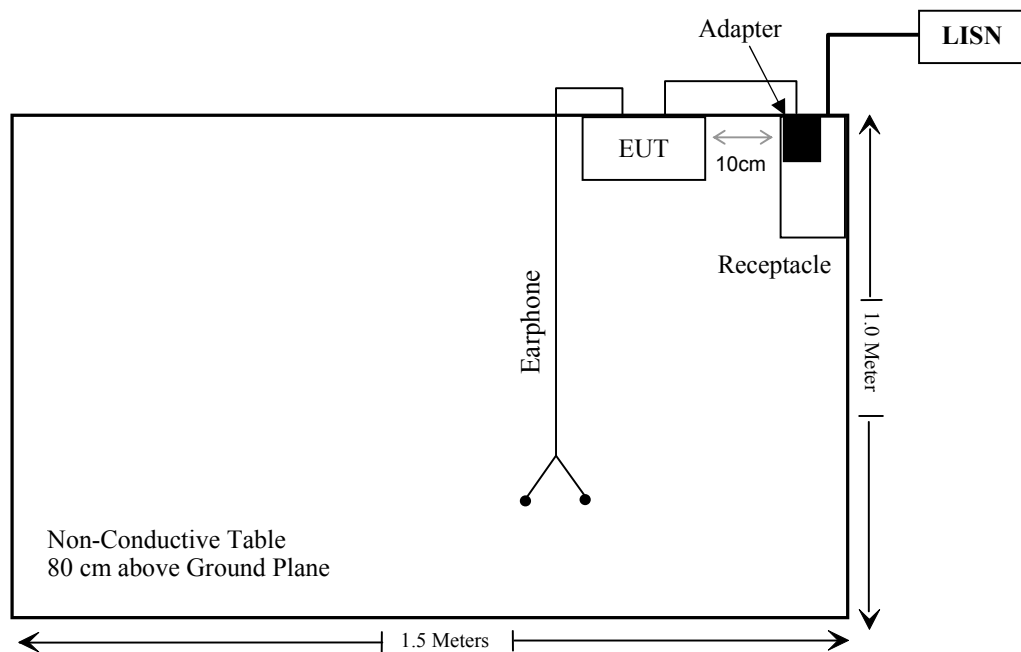 Adapter
LISN
EUT
10cm
Receptacle
Earphone
1.0 Meter
Non-Conductive Table
80 cm above Ground Plane
1.5 Meters